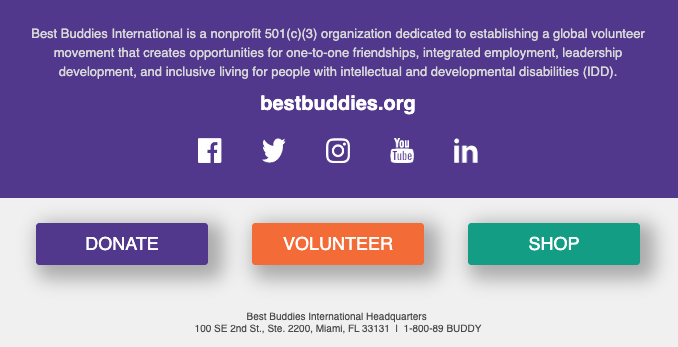 Best Buddies International is a nonprofit 501(c)(3) organization dedicated to establishing a global volunteer
movement that creates opportunities for one-to-one friendships, integrated employment, leadership
development, and inclusive living for people with intellectual and developmental disabilities (IDD).
bestbuddies.org
You
Tube
in
DONATE
VOLUNTEER
SHOP
Best Buddies International Headquarters
100 SE 2nd St., Ste. 2200, Miami, FL 33131 | 1-800-89 BUDDY